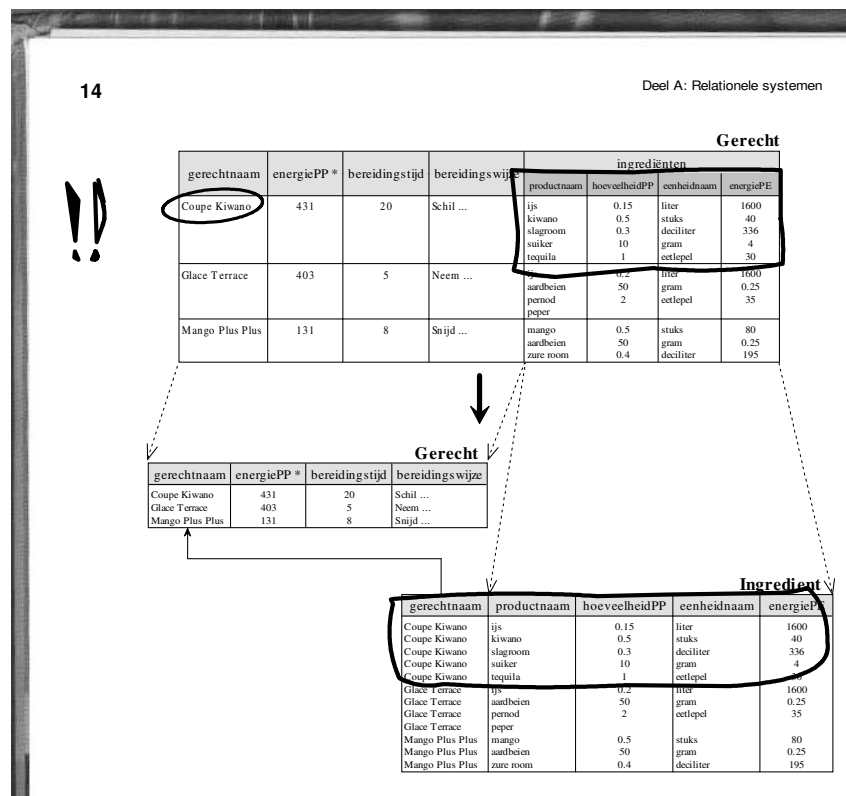 14
Deel A: Relationele systemen
!!
Gerecht
gerechtnaam energiePP * bereidingstijd bereidingswijze ingrediënten
productnaam hoeveelheidPP eenheidnaam energiePE
Coupe Kiwano 431 20 Schil ... ijs 0.15 liter 1600
kiwano 0.5 stuks 40
slagroom 0.3 deciliter 336
suiker 10 gram 4
tequila 1 eetlepel 30
Glace Terrace 403 5 Neem ... ijs 0.2 liter 1600
aardbeien 50 gram 0.25
pernod 2 eetlepel 35
peper
Mango Plus Plus 131 8 Snijd ... mango 0.5 stuks 80
aardbeien 50 gram 0.25
zure room 0.4 deciliter 195
Gerecht
gerechtnaam energiePP * bereidingstijd bereidingswijze
Coupe Kiwano 431 20 Schil ...
Glace Terrace 403 5 Neem ...
Mango Plus Plus 131 8 Snijd ...
Ingredient
gerechtnaam productnaam hoeveelheidPP eenheidnaam energiePE
Coupe Kiwano ijs 0.15 liter 1600
Coupe Kiwano kiwano 0.5 stuks 40
Coupe Kiwano slagroom 0.3 deciliter 336
Coupe Kiwano suiker 10 gram 4
Coupe Kiwano tequila 1 eetlepel 30
Glace Terrace ijs 0.2 liter 1600
Glace Terrace aardbeien 50 gram 0.25
Glace Terrace pernod 2 eetlepel 35
Glace Terrace peper
Mango Plus Plus mango 0.5 stuks 80
Mango Plus Plus aardbeien 50 gram 0.25
Mango Plus Plus zure room 0.4 deciliter 195